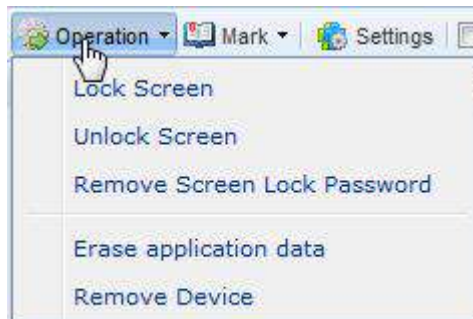 Operation Mark Settings
Lock Screen
Unlock Screen
Remove Screen Lock Password
Erase application data
Remove Device